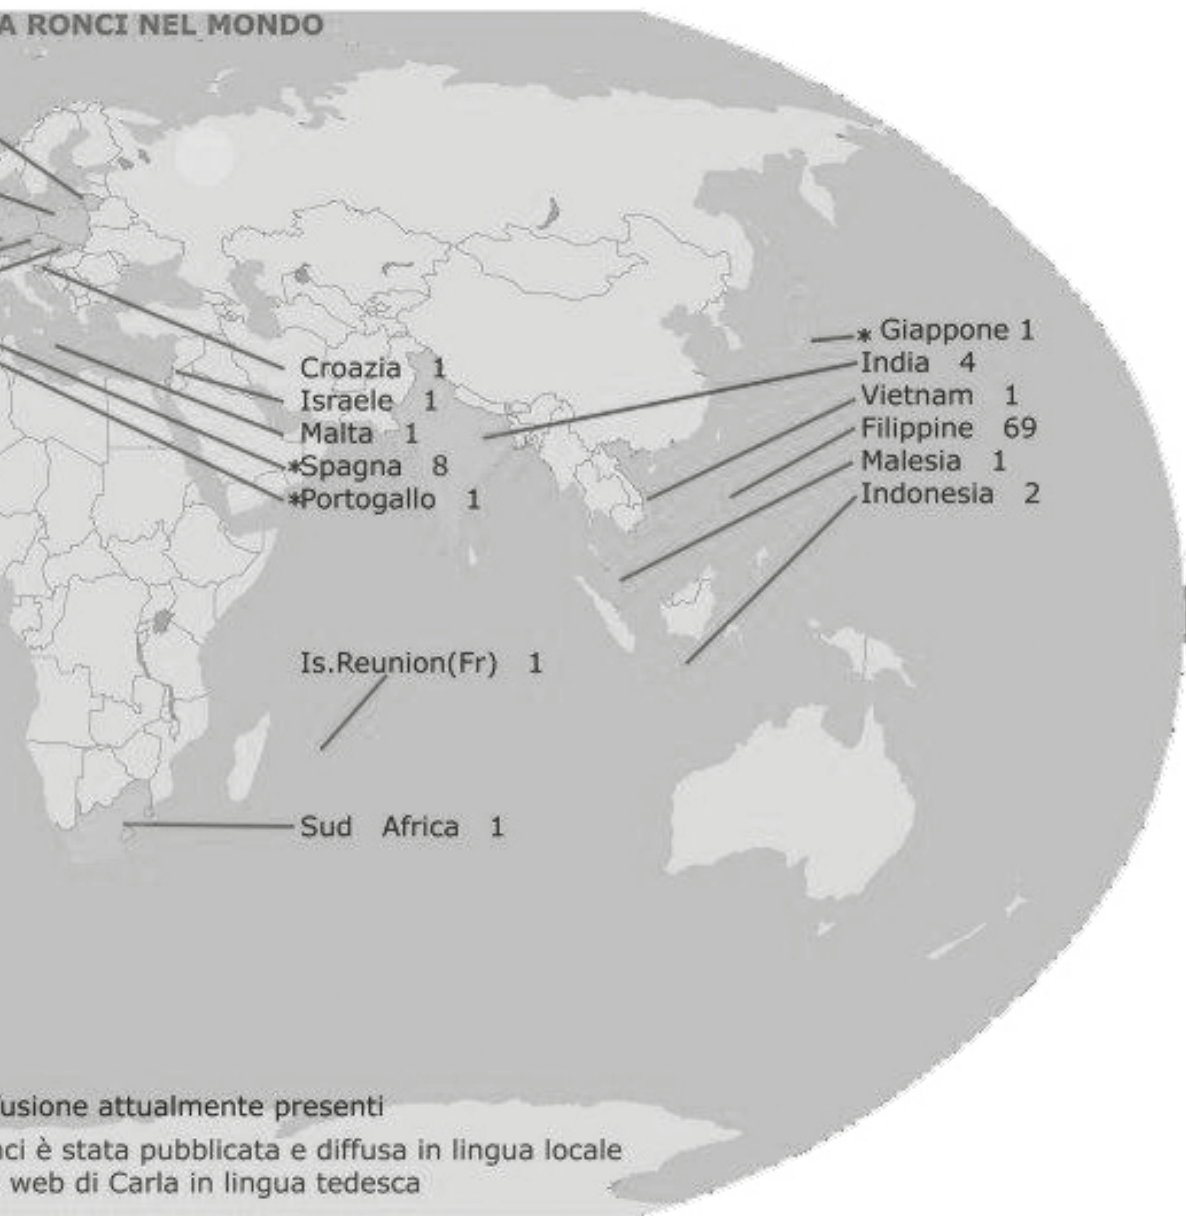 A RONCI NEL MONDO
* Giappone 1
India 4
Vietnam 1
Filippine 69
Malesia 1
Indonesia 2
Croazia 1
Israele 1
Malta 1
*Spagna 8
*Portogallo 1
Is.Reunion(Fr) 1
Sud Africa 1
fusione attualmente presenti
nci è stata pubblicata e diffusa in lingua locale
web di Carla in lingua tedesca